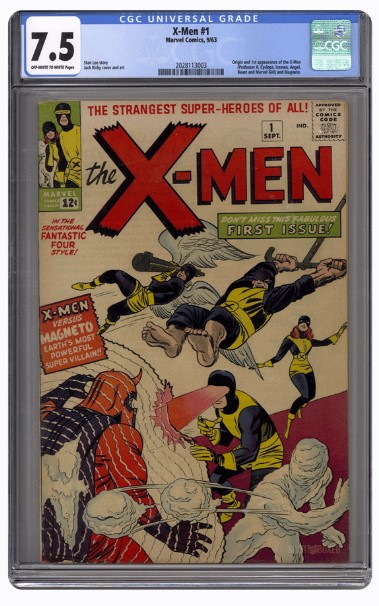 CGC UNIVERSAL GRADE
7.5
OFF-WHITE TO WHITE Pages
X-Men #1
Marvel Comics, 9/63
Stan Lee story
Jack Kirby cover and art
2028113003
Origin and 1st appearance of the X-Men
(Professor X, Cyclops, Iceman, Angel,
Beast and Marvel Girl) and Magneto.
CGC
THE STRANGEST SUPER-HEROES OF ALL!
MARVEL
COMICS GROUP
12¢
1
SEPT.
IND.
APPROVED
BY THE
COMICS
CODE
AUTHORITY
the X-MEN
IN THE
SENSATIONAL
FANTASTIC
FOUR
STYLE!
DON'T MISS THIS FABULOUS
FIRST ISSUE!
X-MEN
VERSUS
MAGNETO
EARTH'S MOST
POWERFUL
SUPER VILLAIN!!